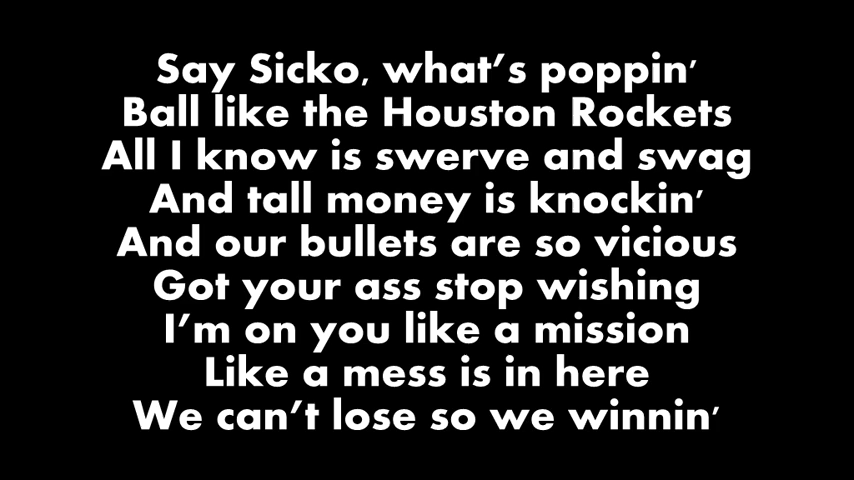 Say Sicko, what's poppin'
Ball like the Houston Rockets
All I know is swerve and swag
And tall money is knockin'
And our bullets are so vicious
Got your ass stop wishing
I'm on you like a mission
Like a mess is in here
We can't lose so we winnin'